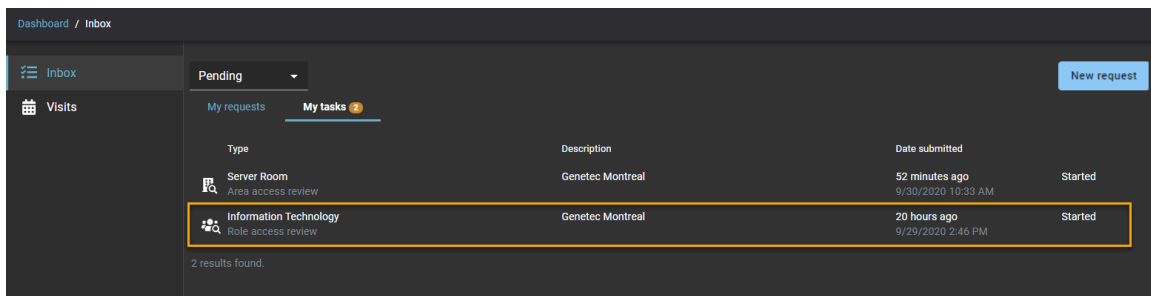 Dashboard / Inbox
Inbox
Visits
Pending
New request
My requests
My tasks 2
Type Description Date submitted
Server Room Genetec Montreal 52 minutes ago Started
Area access review 9/30/2020 10:33 AM
Information Technology Genetec Montreal 20 hours ago Started
Role access review 9/29/2020 2:46 PM
2 results found.